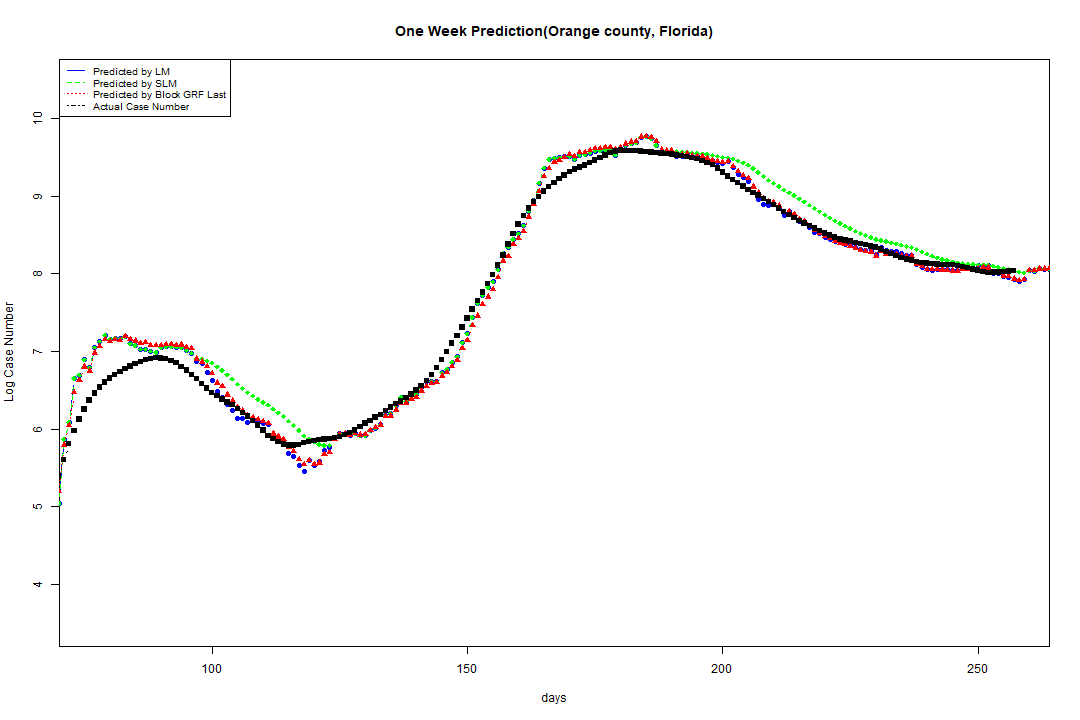 One Week Prediction(Orange county, Florida)
Predicted by LM
Predicted by SLM
Predicted by Block GRF Last
Actual Case Number
10
9
8
7
6
5
4
Log Case Number
100 150 200 250
days